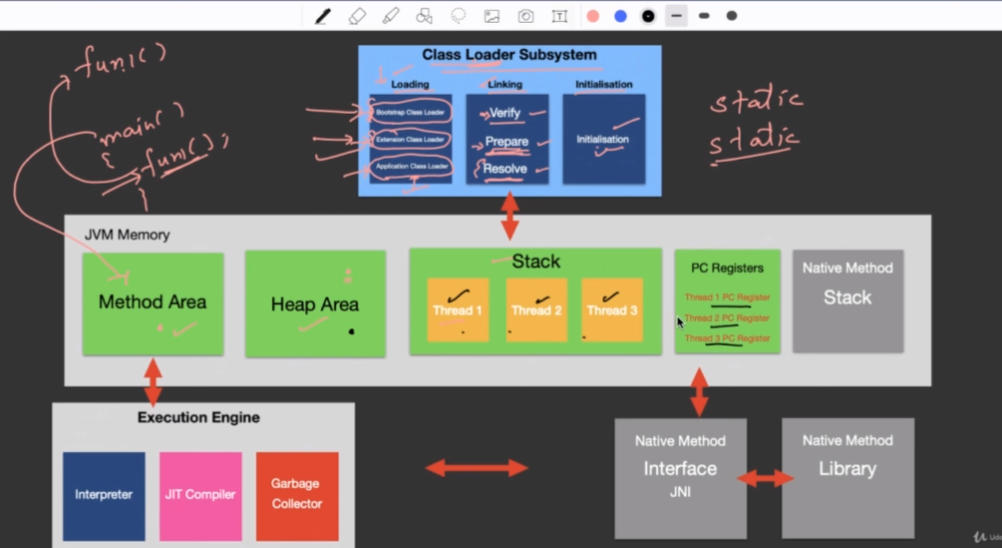 Class Loader Subsystem
Loading
Linking
Initialisation
Bootstrap Class Loader
Extension Class Loader
Application Class Loader
Verify
Prepare
Resolve
Initialisation
fun1()
main()
{
fun1();
}
static
static
JVM Memory
Method Area
Heap Area
Stack
Thread 1
Thread 2
Thread 3
PC Registers
Thread 1 PC Register
Thread 2 PC Register
Thread 3 PC Register
Native Method
Stack
Execution Engine
Interpreter
JIT Compiler
Garbage
Collector
Native Method
Interface
JNI
Native Method
Library